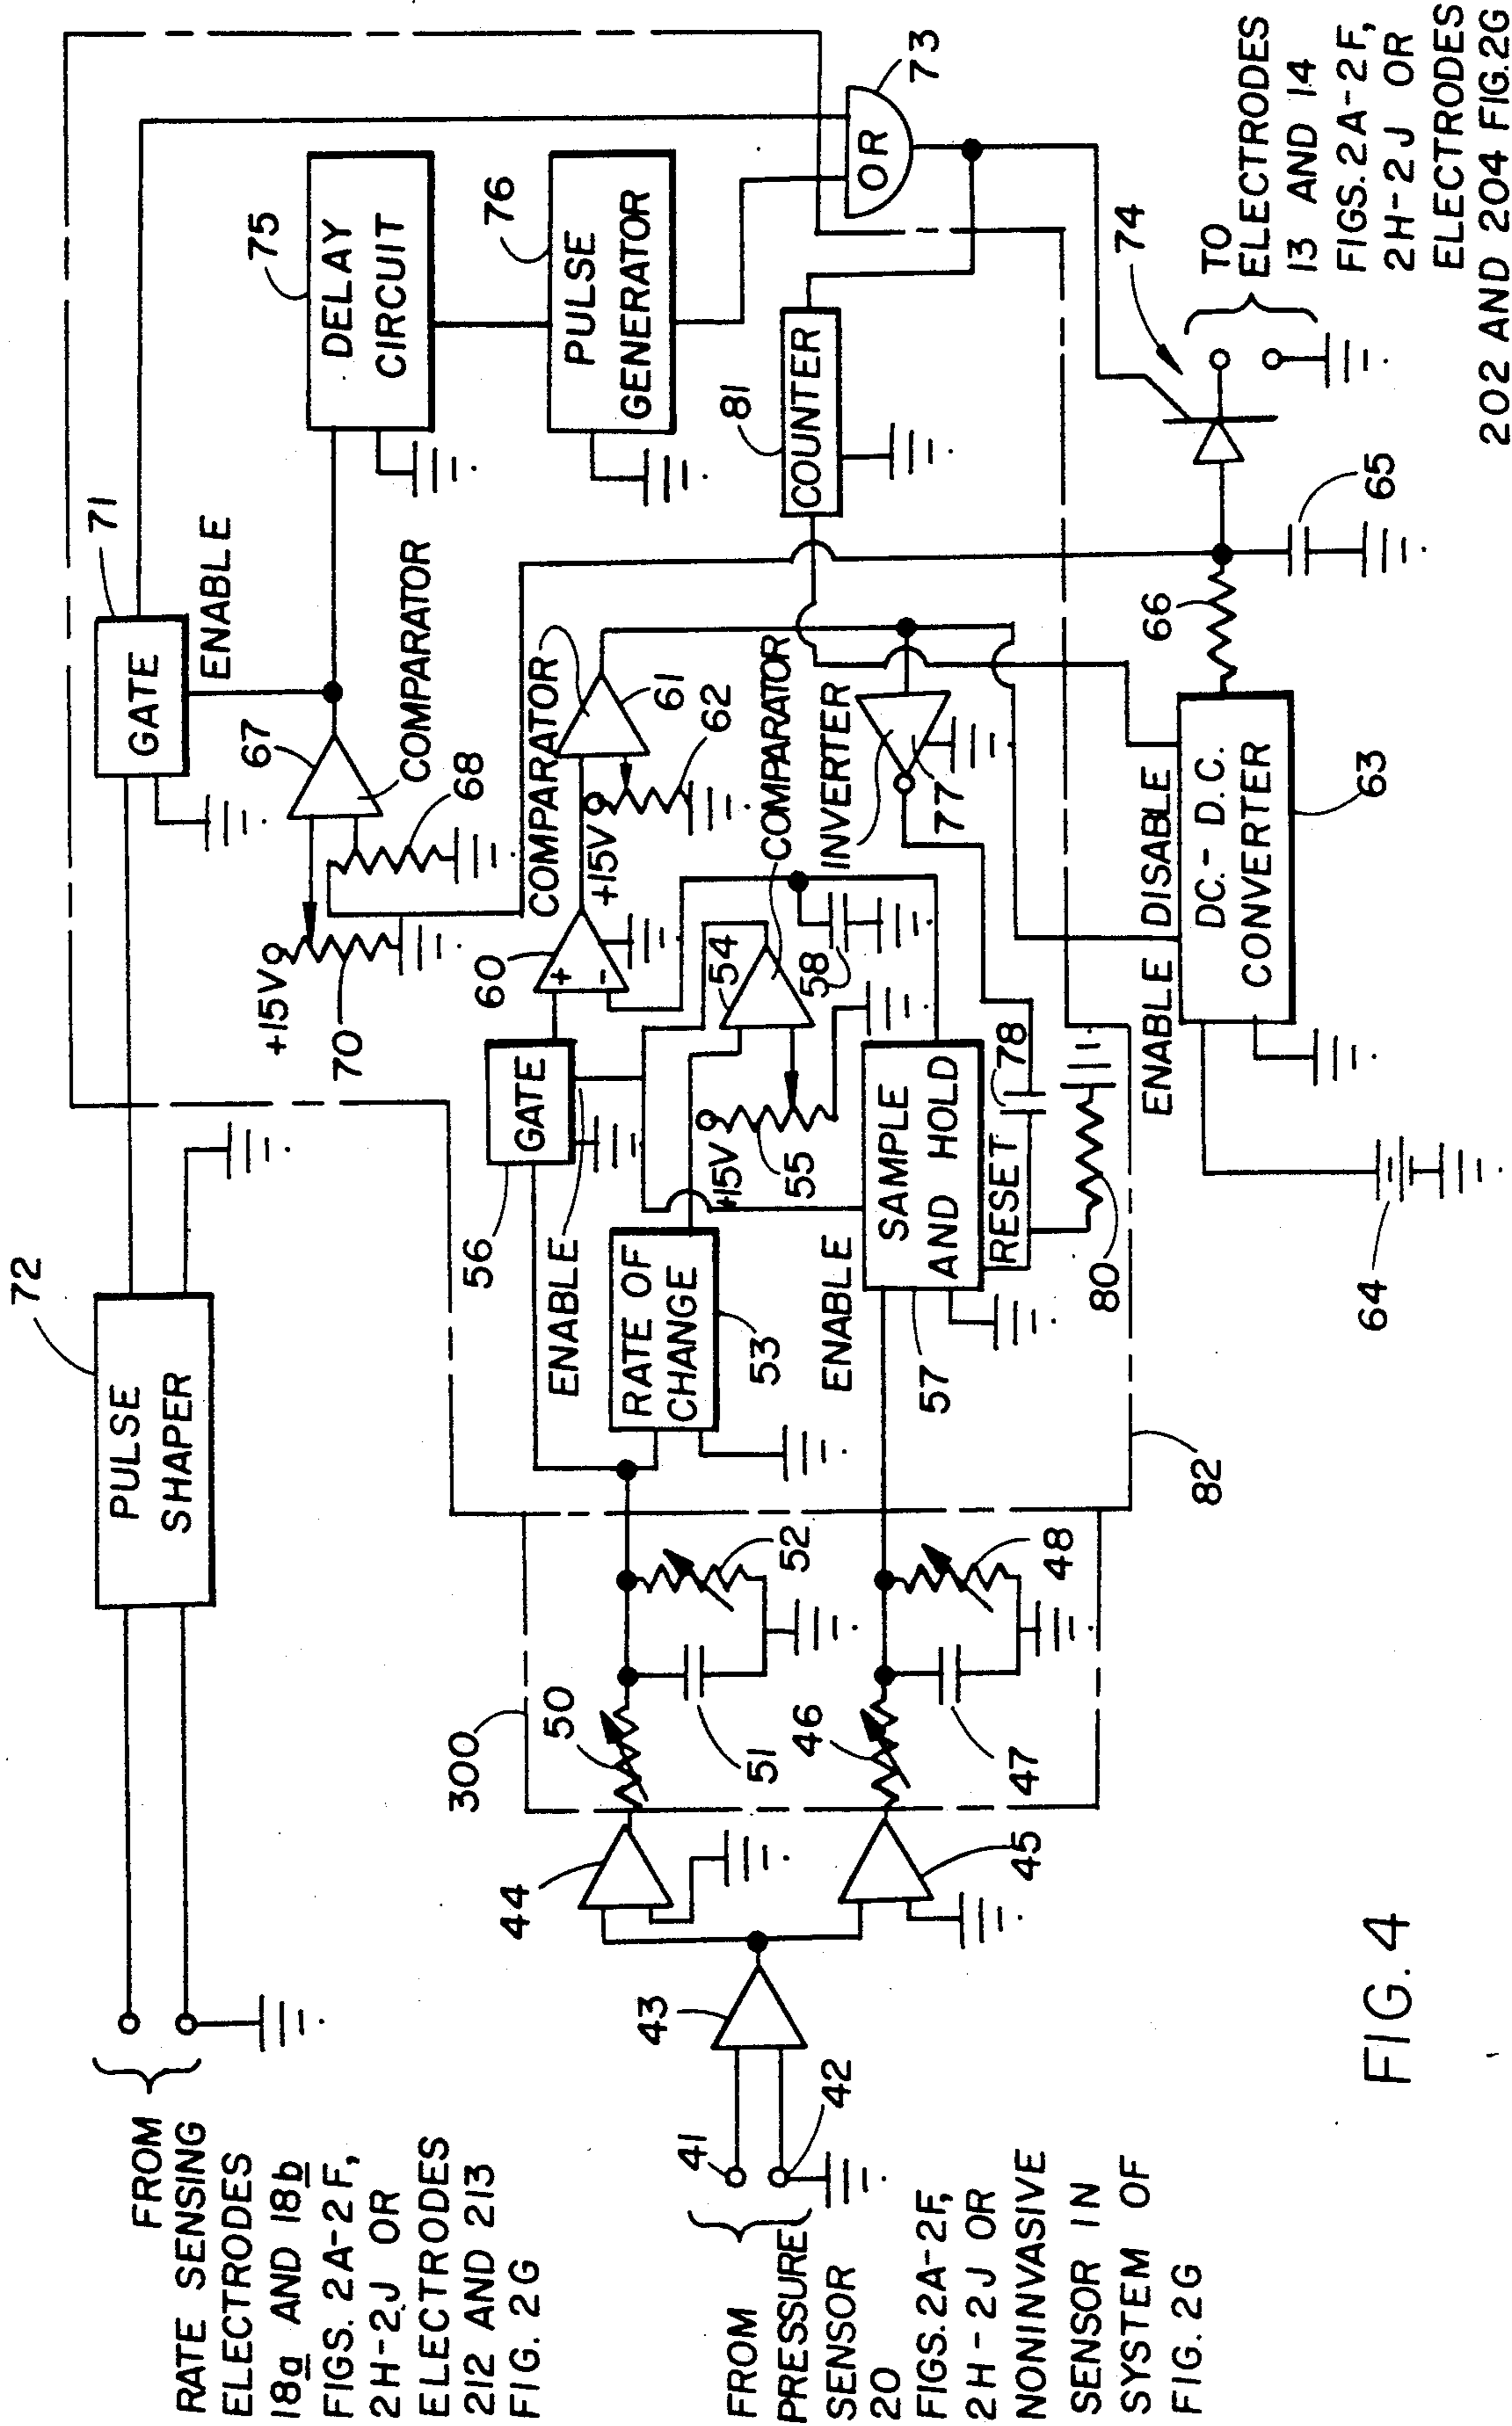 FROM
RATE SENSING
ELECTRODES
18a AND 18b
FIGS. 2A-2F,
2H-2J OR
ELECTRODES
212 AND 213
FIG. 2G
72
PULSE
SHAPER
71
GATE
ENABLE
67
COMPARATOR
68
+15V
70
75
DELAY
CIRCUIT
76
PULSE
GENERATOR
OR
73
FROM
PRESSURE
SENSOR
20
FIGS.2A-2F,
2H-2J OR
NONINVASIVE
SENSOR IN
SYSTEM OF
FIG.2G
41
42
43
44
45
300
50
51
52
46
47
48
56
GATE
ENABLE
RATE OF
CHANGE
53
60
+
-
COMPARATOR
61
+15V
62
54
COMPARATOR
+15V
55
58
ENABLE
SAMPLE
AND HOLD
57
RESET
78
80
82
INVERTER
77
81
COUNTER
ENABLE
DISABLE
DC.- D.C.
CONVERTER
63
64
66
65
74
TO
ELECTRODES
13 AND 14
FIGS.2A-2F,
2H-2J OR
ELECTRODES
202 AND 204 FIG.2G
FIG. 4